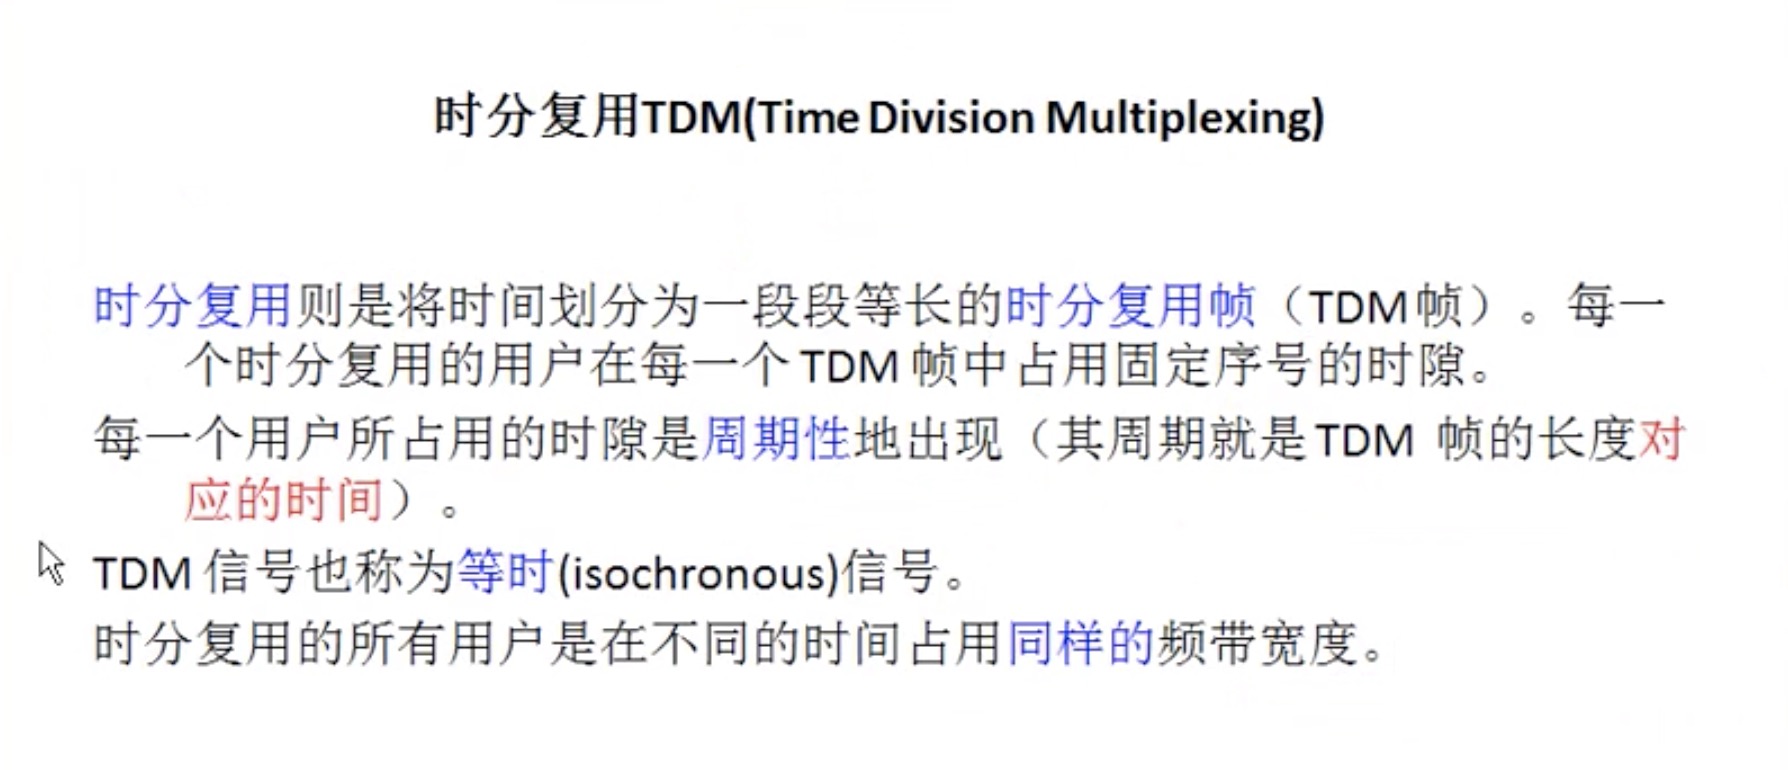 时分复用TDM(Time Division Multiplexing)
时分复用则是将时间划分为一段段等长的时分复用帧（TDM帧）。每一
个时分复用的用户在每一个 TDM 帧中占用固定序号的时隙。
每一个用户所占用的时隙是周期性地出现（其周期就是TDM 帧的长度对
应的时间）。
TDM 信号也称为等时(isochronous)信号。
时分复用的所有用户是在不同的时间占用同样的频带宽度。